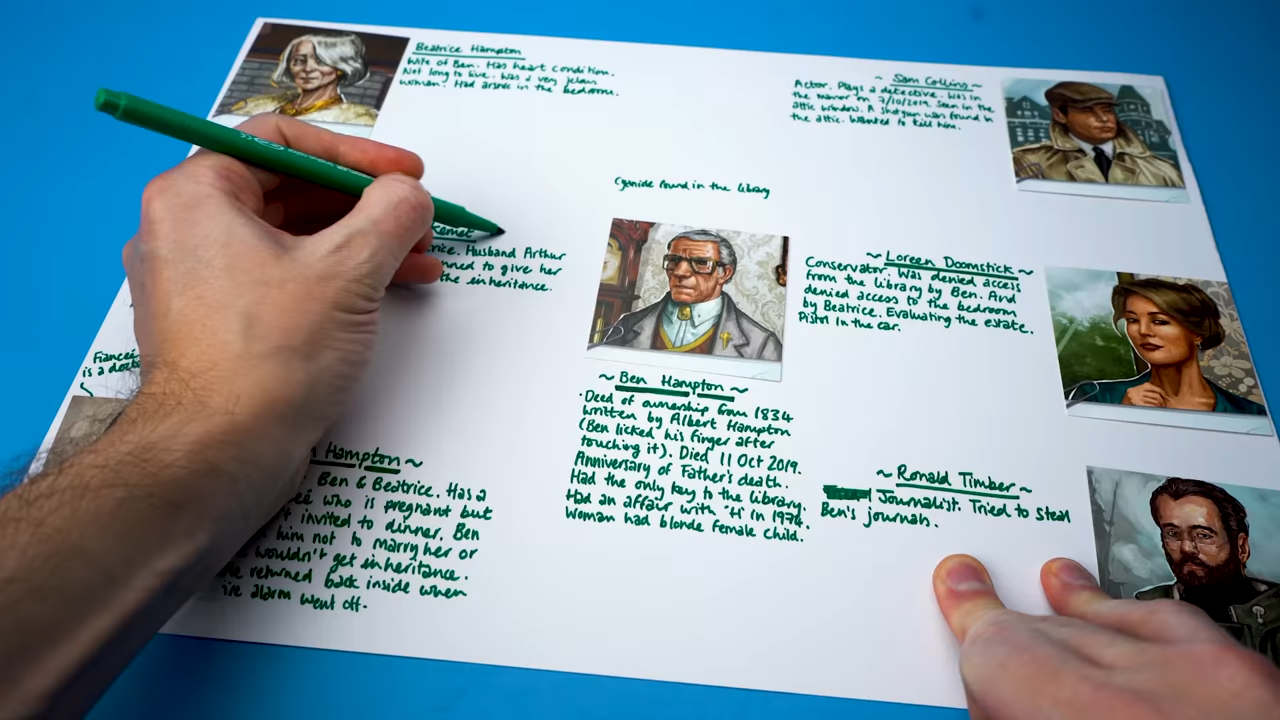 Beatrice Hampton
Wife of Ben. Has heart condition.
Not long to live. Was a very jealous
woman. Had arsnic in the bedroom.
~ Sam Collins ~
Actor. Plays a detective. Was in
the manor on 7/10/2019. Seen in the
attic window. A shotgun was found in
the attic. Wanted to kill him.
Cyanide found in the library
Kemet
Husband Arthur
to give her
the inheritance.
~ Loreen Doomstick ~
Conservator. Was denied access
from the library by Ben. And
denied access to the bedroom
by Beatrice. Evaluating the estate.
Pistol in the car.
Fianceé
is a
~ Ben Hampton ~
· Deed of ownership from 1834
written by Albert Hampton
(Ben licked his finger after
touching it). Died 11 Oct 2019.
Anniversary of Father's death.
Had the only key to the library.
Had an affair with 'H' in 1974.
Woman had blonde female child.
Hampton ~
Ben & Beatrice. Has a
who is pregnant but
invited to dinner. Ben
him not to marry her or
wouldn't get inheritance.
returned back inside when
alarm went off.
~ Ronald Timber ~
Journalist. Tried to steal
Ben's journals.